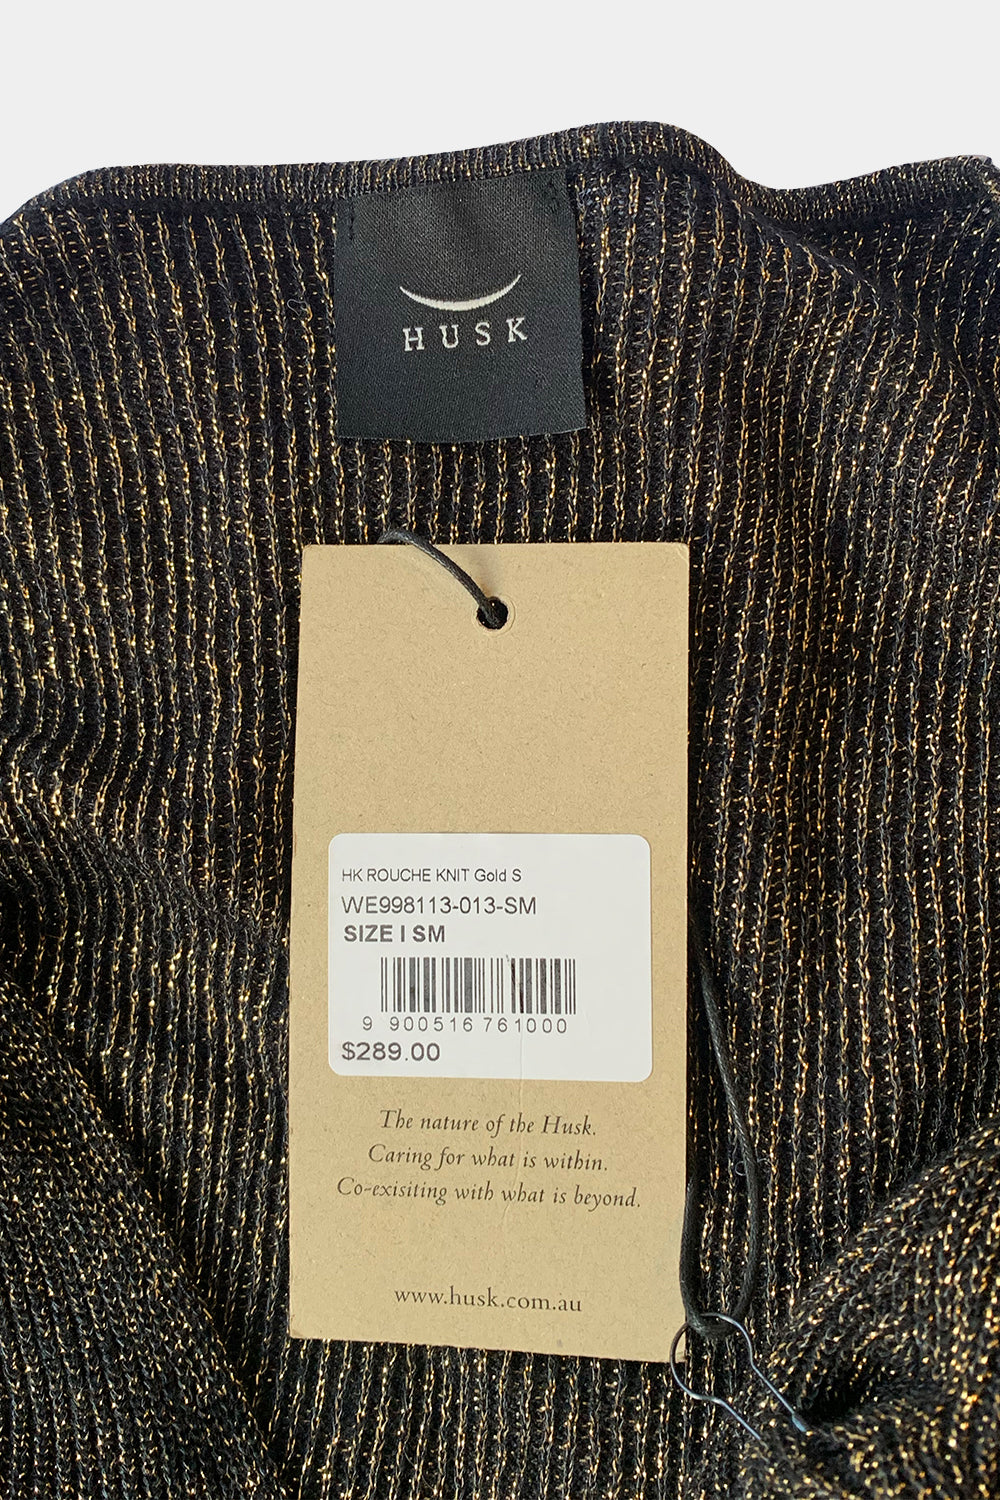 HUSK
HK ROUCHE KNIT Gold S
WE998113-013-SM
SIZE I SM
9 900516 761000
$289.00
The nature of the Husk.
Caring for what is within.
Co-exisiting with what is beyond.
www.husk.com.au